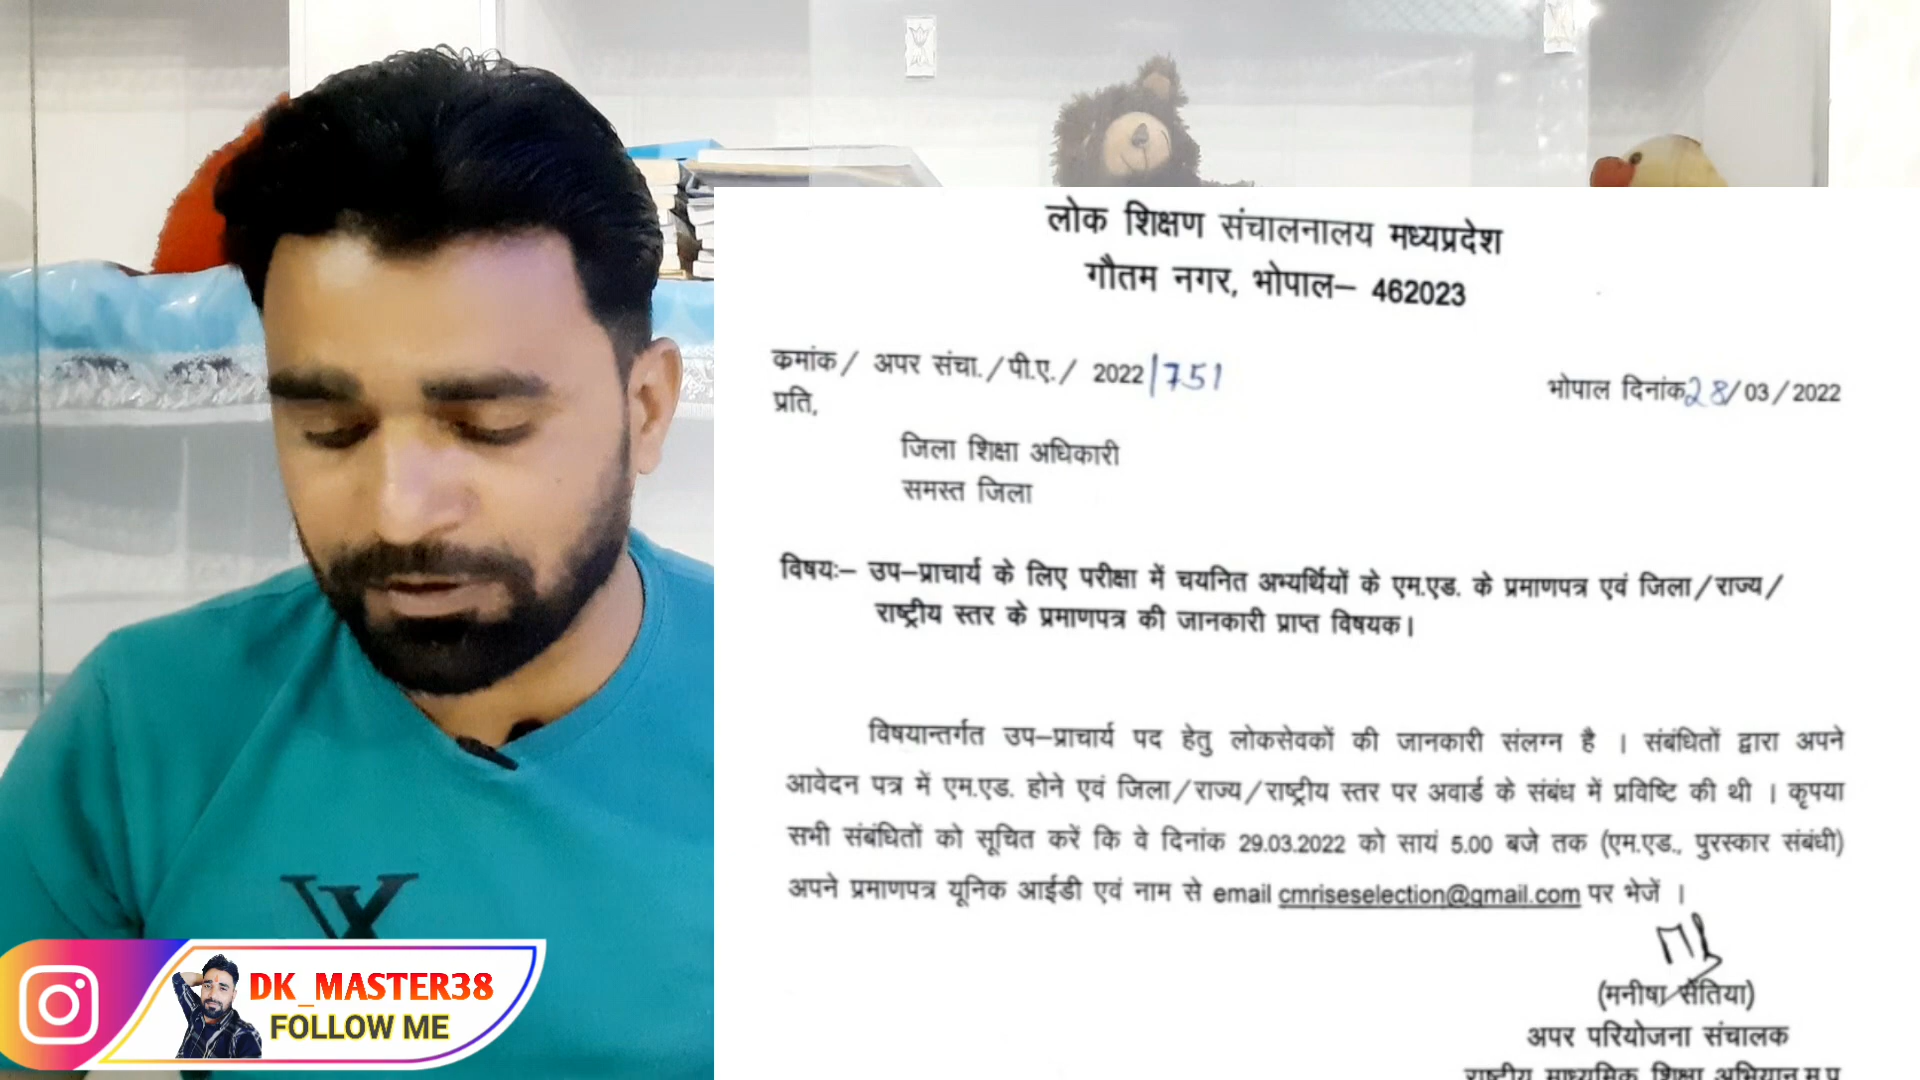 लोक शिक्षण संचालनालय मध्यप्रदेश
गौतम नगर, भोपाल– 462023
क्रमांक/ अपर संचा./पी.ए./ 2022/751
भोपाल दिनांक 28/03/2022
प्रति,
जिला शिक्षा अधिकारी
समस्त जिला
विषयः– उप–प्राचार्य के लिए परीक्षा में चयनित अभ्यर्थियों के एम.एड. के प्रमाणपत्र एवं जिला/राज्य/
राष्ट्रीय स्तर के प्रमाणपत्र की जानकारी प्राप्त विषयक।
विषयान्तर्गत उप–प्राचार्य पद हेतु लोकसेवकों की जानकारी संलग्न है । संबंधितों द्वारा अपने
आवेदन पत्र में एम.एड. होने एवं जिला/राज्य/राष्ट्रीय स्तर पर अवार्ड के संबंध में प्रविष्टि की थी । कृपया
सभी संबंधितों को सूचित करें कि वे दिनांक 29.03.2022 को सायं 5.00 बजे तक (एम.एड., पुरस्कार संबंधी)
अपने प्रमाणपत्र यूनिक आईडी एवं नाम से email cmriseselection@gmail.com पर भेजें ।
(मनीषा सेंतिया)
अपर परियोजना संचालक
राष्ट्रीय माध्यमिक शिक्षा अभियान म.प्र.
DK_MASTER38
FOLLOW ME